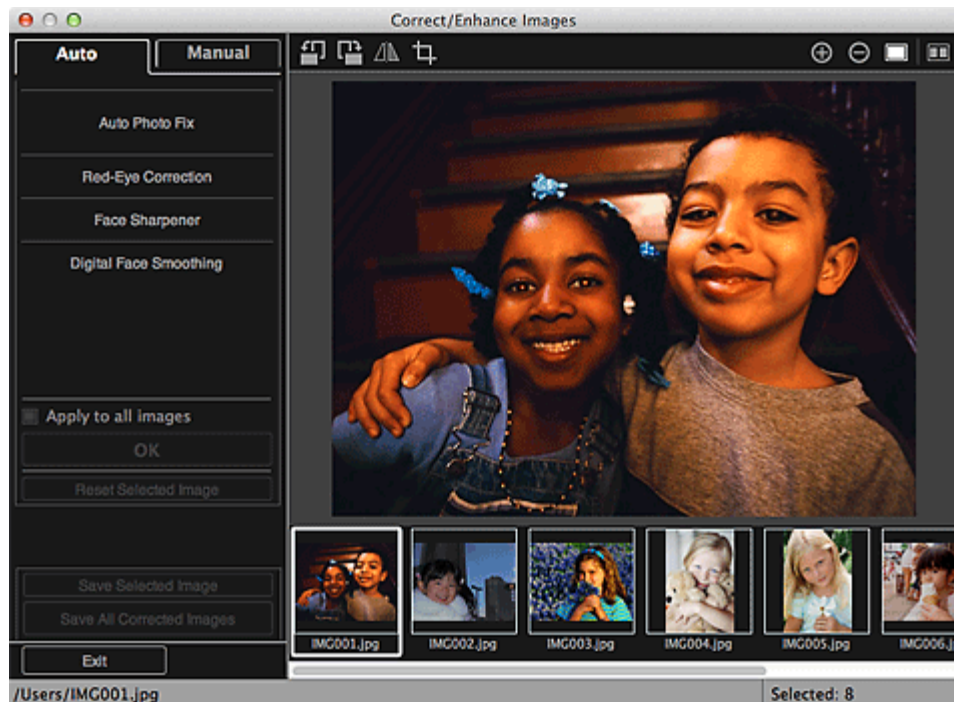 Correct/Enhance Images
Auto
Manual
Auto Photo Fix
Red-Eye Correction
Face Sharpener
Digital Face Smoothing
Apply to all images
OK
Reset Selected Image
Save Selected Image
Save All Corrected Images
Exit
IMG001.jpg
IMG002.jpg
IMG003.jpg
IMG004.jpg
IMG005.jpg
IMG006.j
/Users/IMG001.jpg
Selected: 8